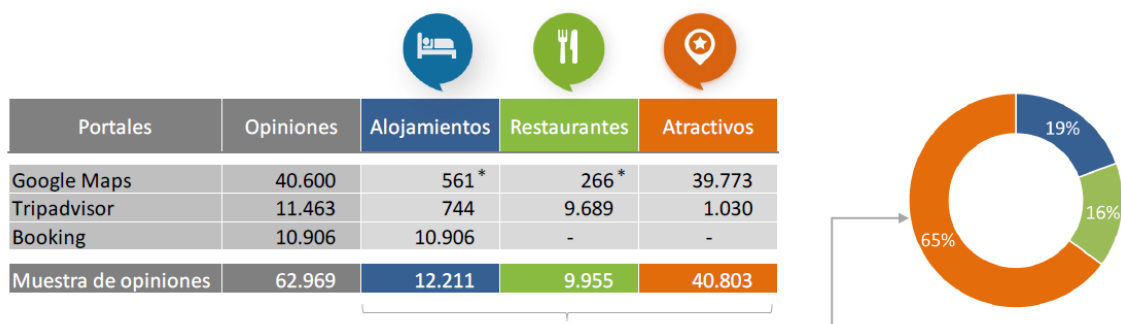 Portales Opiniones Alojamientos Restaurantes Atractivos
Google Maps 40.600 561* 266* 39.773
Tripadvisor 11.463 744 9.689 1.030
Booking 10.906 10.906 - -
Muestra de opiniones 62.969 12.211 9.955 40.803
19%
16%
65%